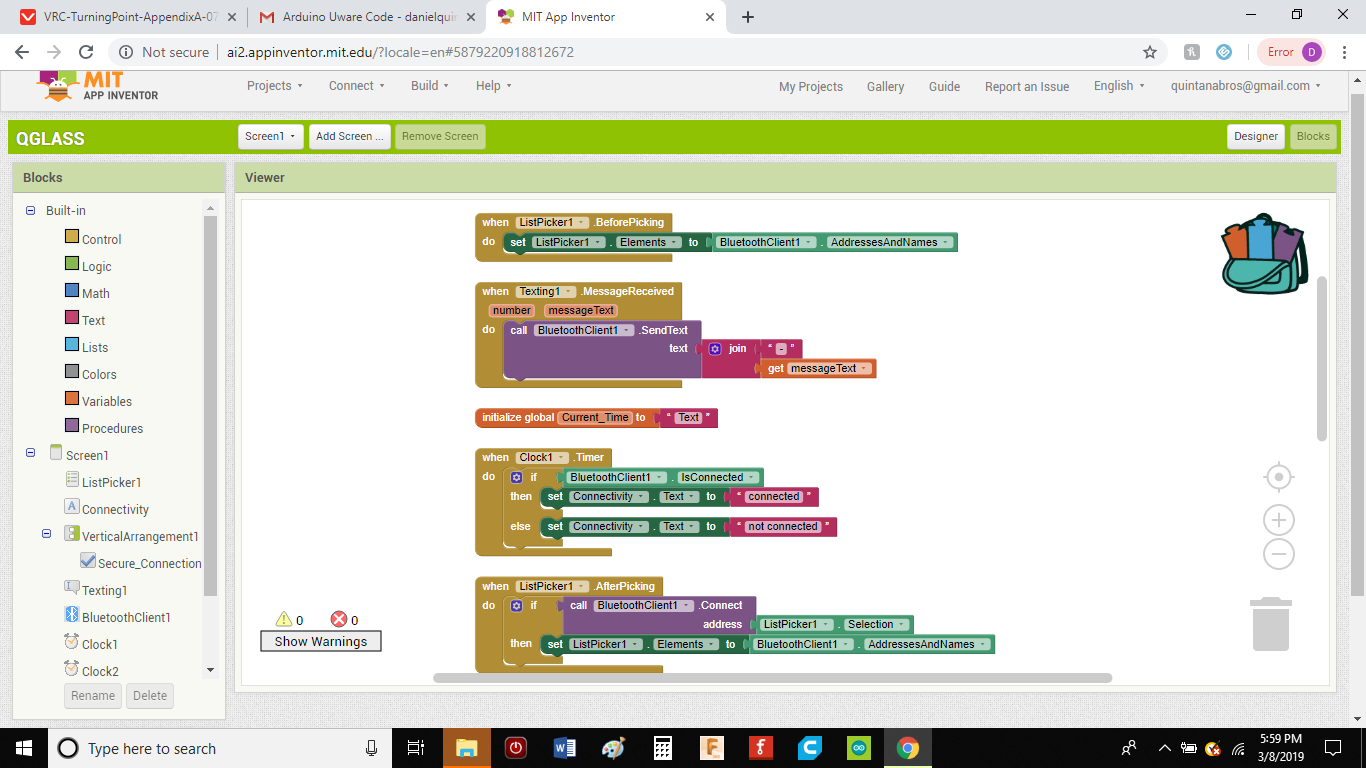 VRC-TurningPoint-AppendixA-07
Arduino Uware Code - danielquin
MIT App Inventor
Not secure ai2.appinventor.mit.edu/?locale=en#5879220918812672
Error D
MIT
APP INVENTOR
Projects Connect Build Help
My Projects Gallery Guide Report an Issue English quintanabros@gmail.com
QGLASS
Screen1 Add Screen ... Remove Screen
Designer Blocks
Blocks
Built-in
Control
Logic
Math
Text
Lists
Colors
Variables
Procedures
Screen1
ListPicker1
Connectivity
A
VerticalArrangement1
Secure_Connection
Texting1
BluetoothClient1
Clock1
Clock2
Rename Delete
Viewer
when ListPicker1 .BeforePicking
do set ListPicker1 . Elements to BluetoothClient1 . AddressesAndNames
when Texting1 .MessageReceived
number messageText
do call BluetoothClient1 .SendText
text join " - "
get messageText
initialize global Current_Time to " Text "
when Clock1 .Timer
do if BluetoothClient1 . IsConnected
then set Connectivity . Text to " connected "
else set Connectivity . Text to " not connected "
when ListPicker1 .AfterPicking
do if call BluetoothClient1 .Connect
address ListPicker1 . Selection
then set ListPicker1 . Elements to BluetoothClient1 . AddressesAndNames
0 0
Show Warnings
Type here to search
W
F
5:59 PM
3/8/2019